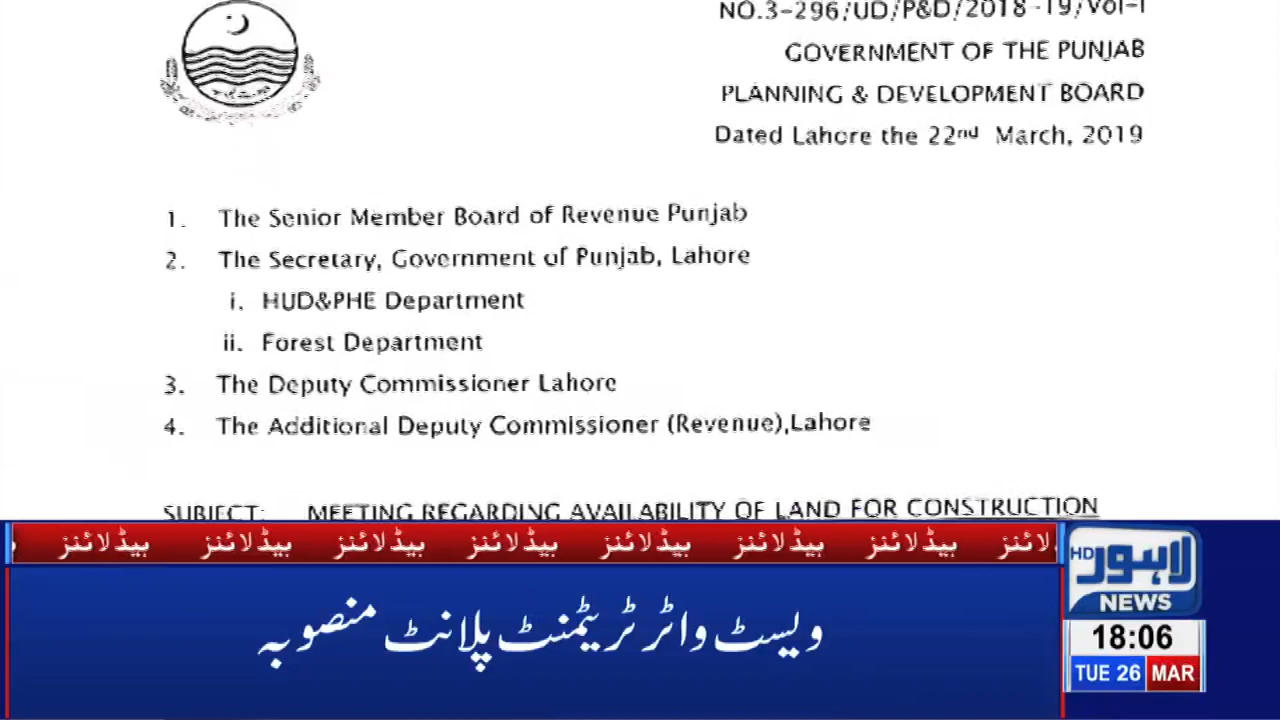 NO.3-296/UD/P&D/2018-19/Vol-I
GOVERNMENT OF THE PUNJAB
PLANNING & DEVELOPMENT BOARD
Dated Lahore the 22nd March, 2019
1. The Senior Member Board of Revenue Punjab
2. The Secretary, Government of Punjab, Lahore
i. HUD&PHE Department
ii. Forest Department
3. The Deputy Commissioner Lahore
4. The Additional Deputy Commissioner (Revenue),Lahore
SUBJECT: MEETING REGARDING AVAILABILITY OF LAND FOR CONSTRUCTION
ہیڈلائنز ہیڈلائنز ہیڈلائنز ہیڈلائنز ہیڈلائنز ہیڈلائنز ہیڈلائنز ہیڈلائنز
ویسٹ واٹر ٹریٹمنٹ پلانٹ منصوبہ
لاہور HD
NEWS
18:06
TUE 26 MAR